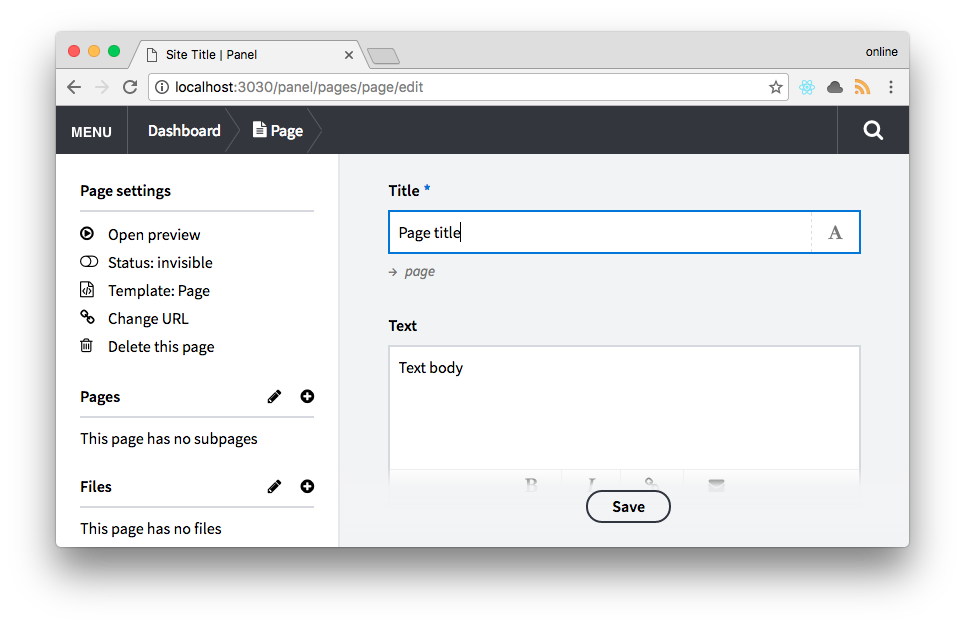 Site Title | Panel
online
localhost:3030/panel/pages/page/edit
MENU
Dashboard
Page
Page settings
Open preview
Status: invisible
Template: Page
Change URL
Delete this page
Pages
This page has no subpages
Files
This page has no files
Title *
Page title
A
→ page
Text
Text body
B I
Save